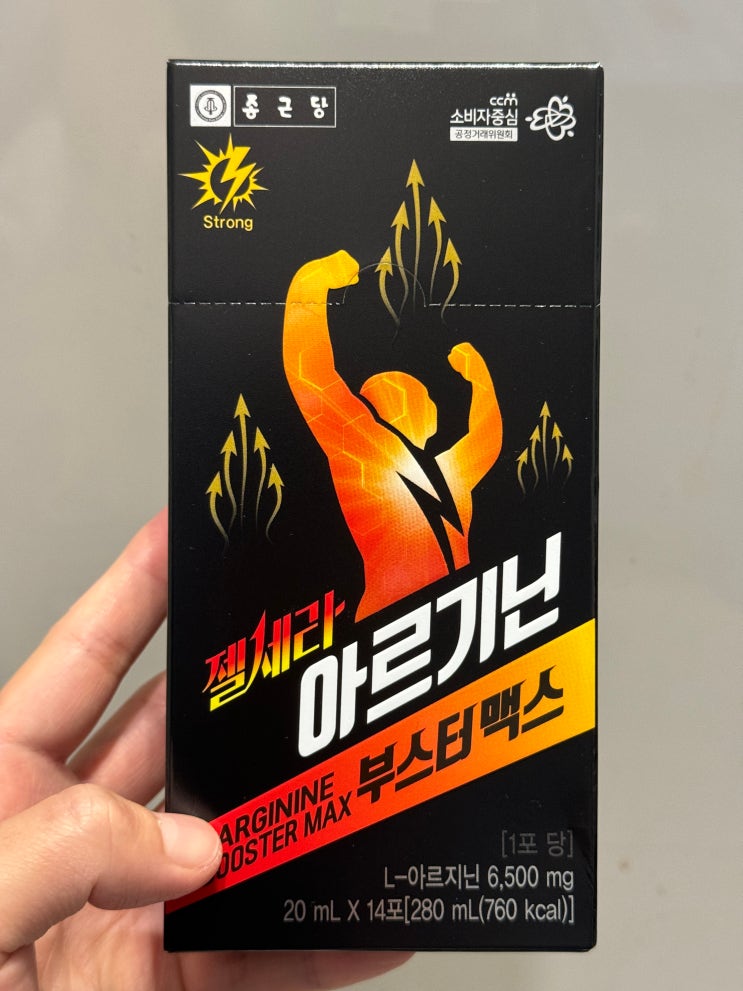 종근당
ccm
소비자중심
공정거래위원회
Strong
젤세라
아르기닌
부스터맥스
ARGININE
OOSTER MAX
[1포 당]
L-아르지닌 6,500 mg
20 mL X 14포[280 mL(760 kcal)]